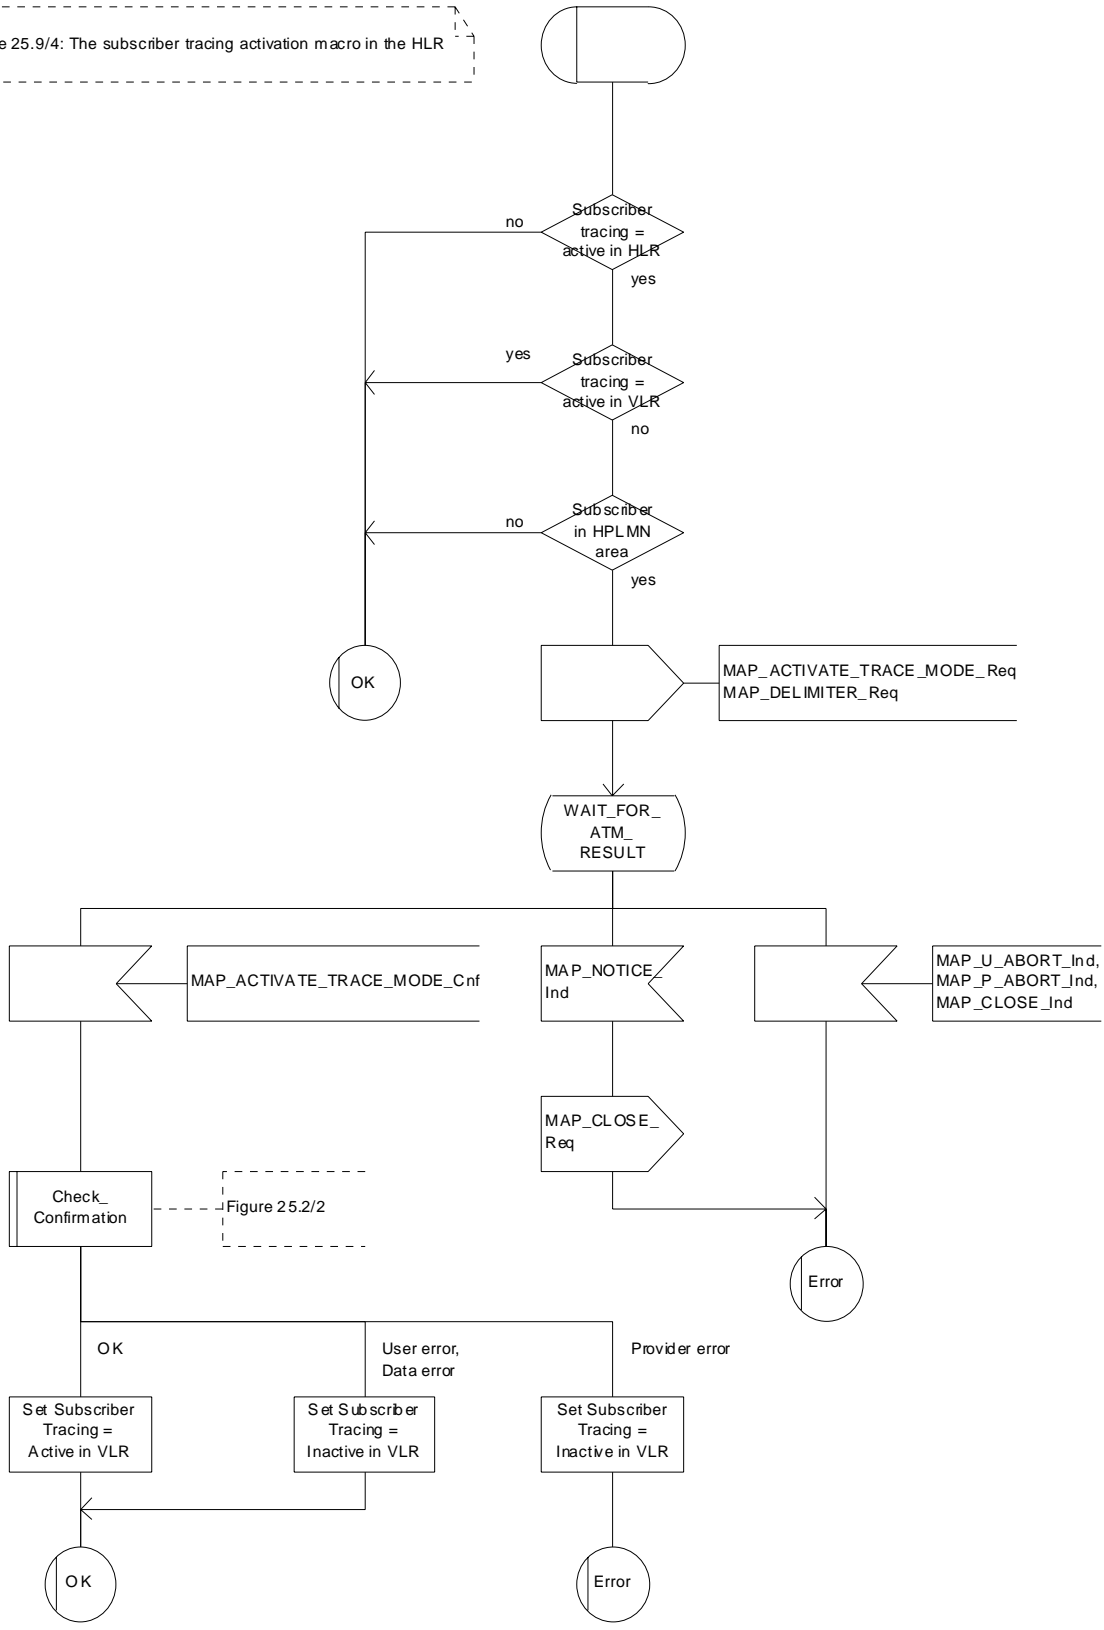 e 25.9/4: The subscriber tracing activation macro in the HLR
Subscriber
tracing =
active in HLR
no
yes
Subscriber
tracing =
active in VLR
yes
no
Subscriber
in HPLMN
area
no
yes
OK
MAP_ACTIVATE_TRACE_MODE_Req
MAP_DELIMITER_Req
WAIT_FOR_
ATM_
RESULT
MAP_ACTIVATE_TRACE_MODE_Cnf
MAP_NOTICE_
Ind
MAP_U_ABORT_Ind,
MAP_P_ABORT_Ind,
MAP_CLOSE_Ind
MAP_CLOSE_
Req
Check_
Confirmation
Figure 25.2/2
Error
OK
User error,
Data error
Provider error
Set Subscriber
Tracing =
Active in VLR
Set Subscriber
Tracing =
Inactive in VLR
Set Subscriber
Tracing =
Inactive in VLR
OK
Error